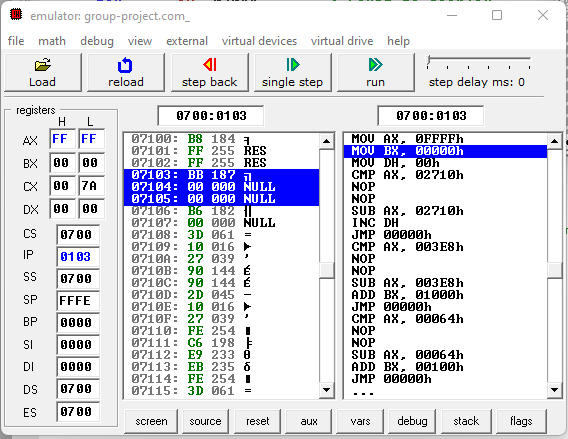 emulator: group-project.com_
file math debug view external virtual devices virtual drive help
Load reload step back single step run step delay ms: 0
registers
H L
AX FF FF
BX 00 00
CX 00 7A
DX 00 00
CS 0700
IP 0103
SS 0700
SP FFFE
BP 0000
SI 0000
DI 0000
DS 0700
ES 0700
0700:0103
07100: B8 184 ╕
07101: FF 255 RES
07102: FF 255 RES
07103: BB 187 ╗
07104: 00 000 NULL
07105: 00 000 NULL
07106: B6 182 ╢
07107: 00 000 NULL
07108: 3D 061 =
07109: 10 016 ►
0710A: 27 039 '
0710B: 90 144 É
0710C: 90 144 É
0710D: 2D 045 -
0710E: 10 016 ►
0710F: 27 039 '
07110: FE 254 ■
07111: C6 198 ╞
07112: E9 233 θ
07113: EB 235 δ
07114: FE 254 ■
07115: 3D 061 =
0700:0103
MOV AX, 0FFFFh
MOV BX, 00000h
MOV DH, 00h
CMP AX, 02710h
NOP
NOP
SUB AX, 02710h
INC DH
JMP 00000h
CMP AX, 003E8h
NOP
NOP
SUB AX, 003E8h
ADD BX, 01000h
JMP 00000h
CMP AX, 00064h
NOP
NOP
SUB AX, 00064h
ADD BX, 00100h
JMP 00000h
...
screen source reset aux vars debug stack flags